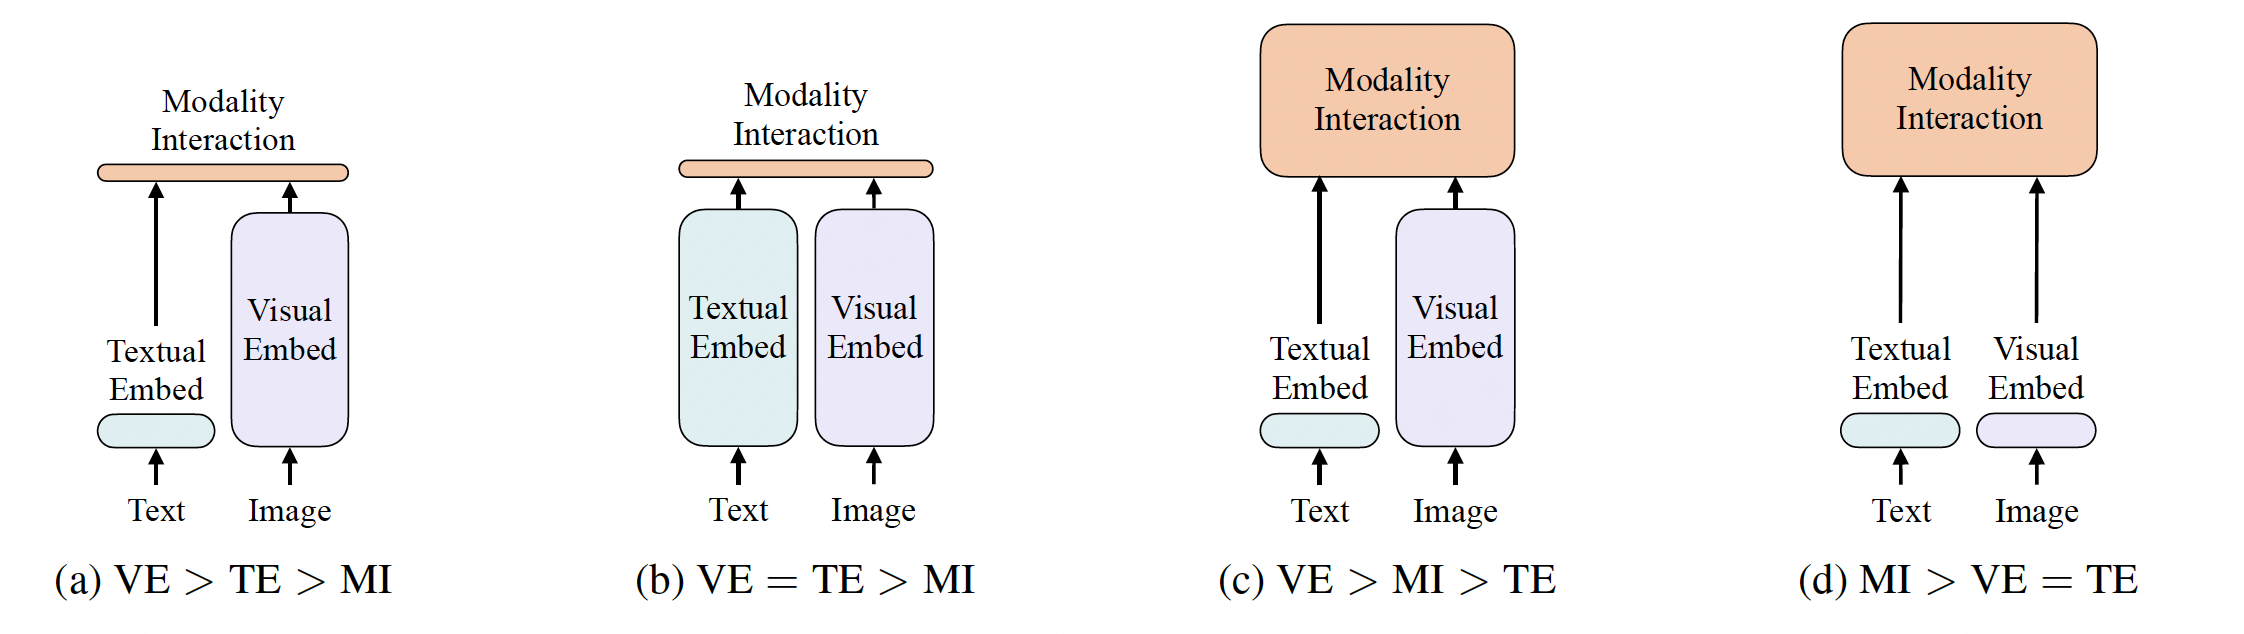 Modality
Interaction
Textual
Embed
Visual
Embed
Text
Image
(a) VE > TE > MI
Modality
Interaction
Textual
Embed
Visual
Embed
Text
Image
(b) VE = TE > MI
Modality
Interaction
Textual
Embed
Visual
Embed
Text
Image
(c) VE > MI > TE
Modality
Interaction
Textual
Embed
Visual
Embed
Text
Image
(d) MI > VE = TE